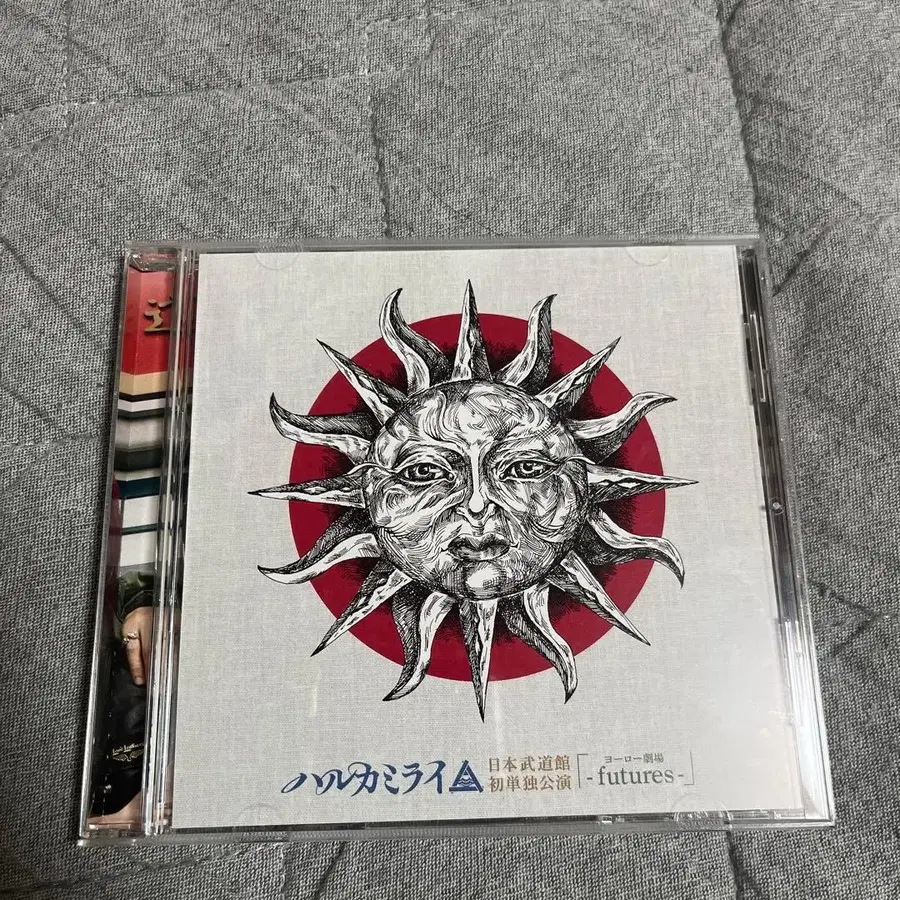 ハルカミライ
日本武道館
初単独公演
「ヨーロー劇場
-futures-」